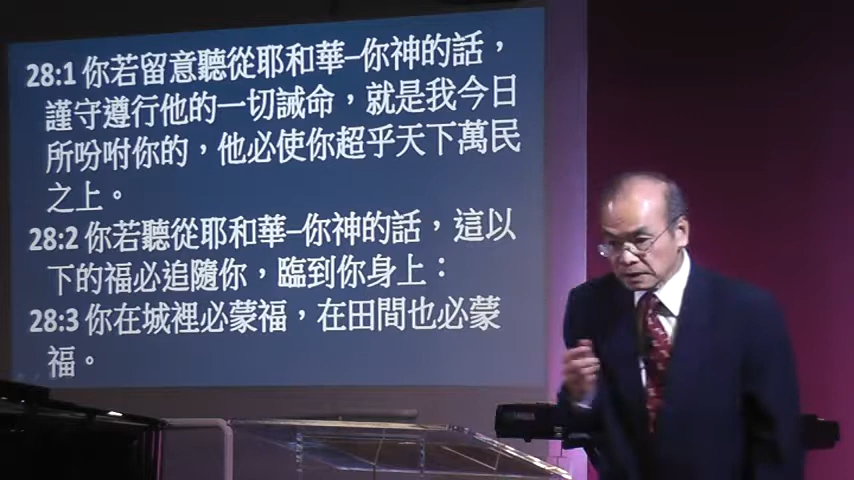 28:1 你若留意聽從耶和華─你神的話，
謹守遵行他的一切誡命，就是我今日
所吩咐你的，他必使你超乎天下萬民
之上。
28:2 你若聽從耶和華─你神的話，這以
下的福必追隨你，臨到你身上：
28:3 你在城裡必蒙福，在田間也必蒙
福。